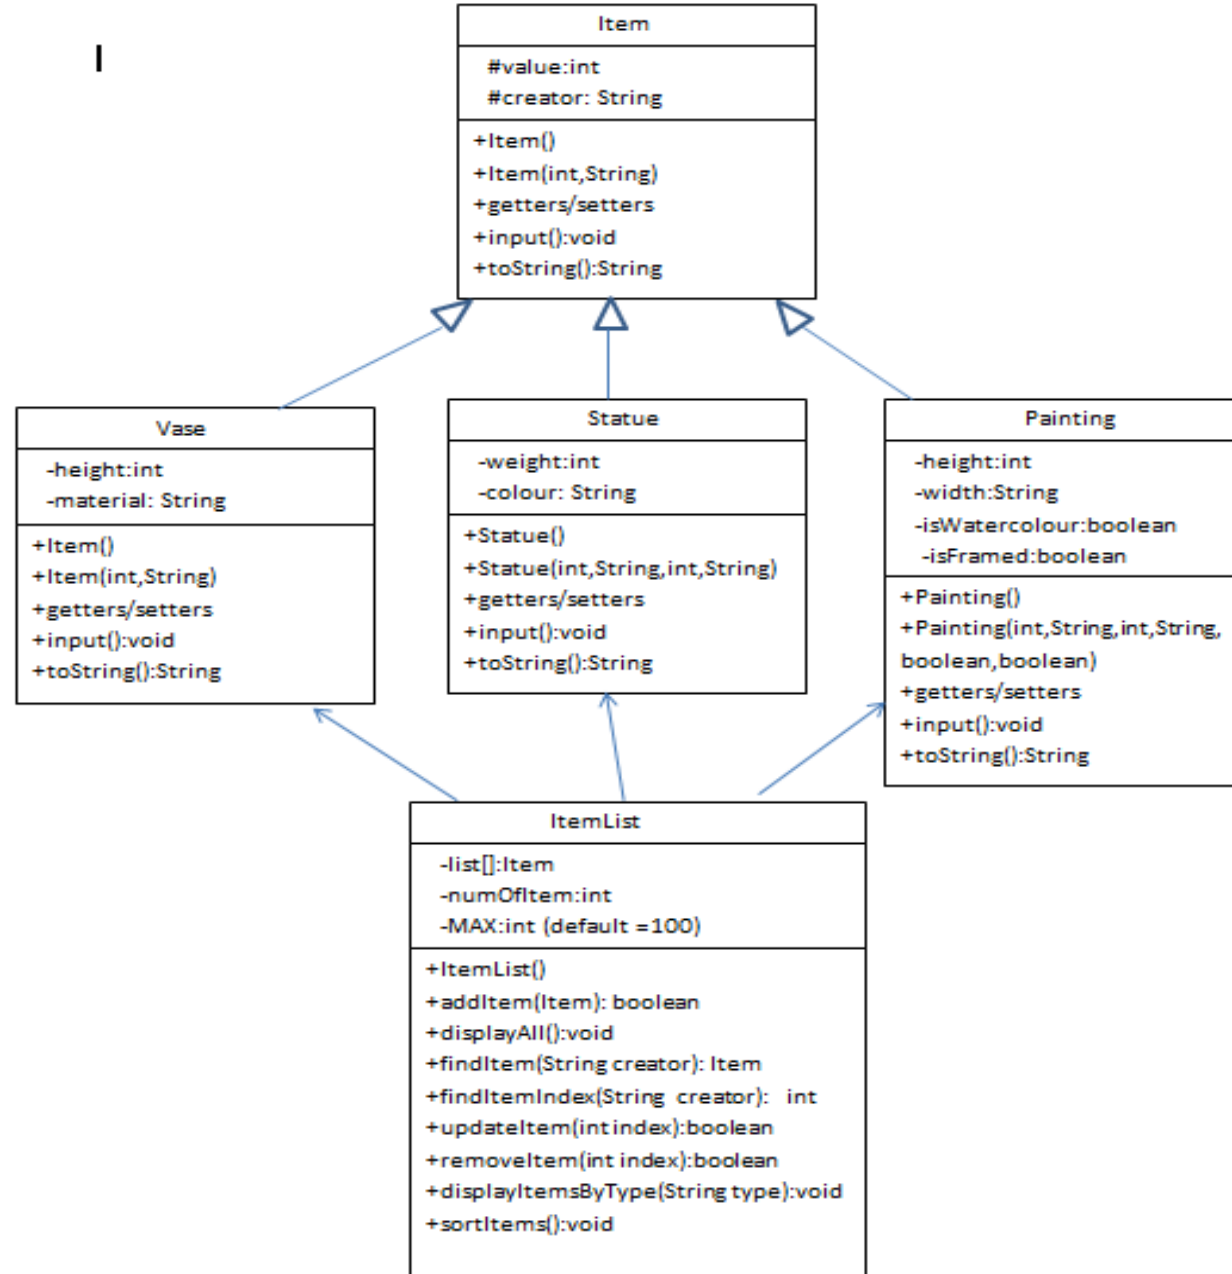 I
Item
#value:int
#creator: String
+Item()
+Item(int,String)
+getters/setters
+input():void
+toString():String
Vase
-height:int
-material: String
+Item()
+Item(int,String)
+getters/setters
+input():void
+toString():String
Statue
-weight:int
-colour: String
+Statue()
+Statue(int,String,int,String)
+getters/setters
+input():void
+toString():String
Painting
-height:int
-width:String
-isWatercolour:boolean
-isFramed:boolean
+Painting()
+Painting(int,String,int,String,
boolean,boolean)
+getters/setters
+input():void
+toString():String
ItemList
-list[]:Item
-numOfItem:int
-MAX:int (default =100)
+ItemList()
+addItem(Item): boolean
+displayAll():void
+findItem(String creator): Item
+findItemIndex(String creator): int
+updateItem(int index):boolean
+removeItem(int index):boolean
+displayItemsByType(String type):void
+sortItems():void